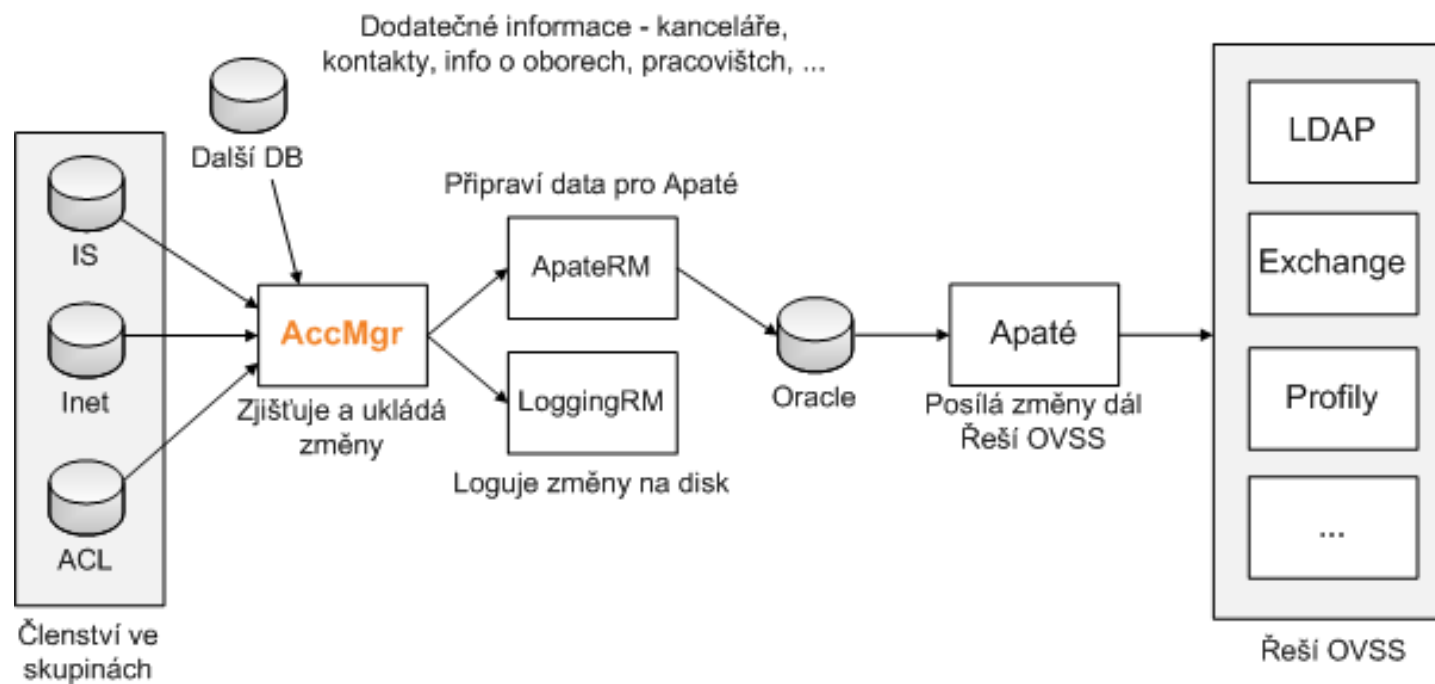 Dodatečné informace - kanceláře,
kontakty, info o oborech, pracovištch, ...
Další DB
IS
Inet
ACL
Členství ve
skupinách
AccMgr
Zjišťuje a ukládá
změny
Připraví data pro Apaté
ApateRM
LoggingRM
Loguje změny na disk
Oracle
Apaté
Posílá změny dál
Řeší OVSS
LDAP
Exchange
Profily
...
Řeší OVSS